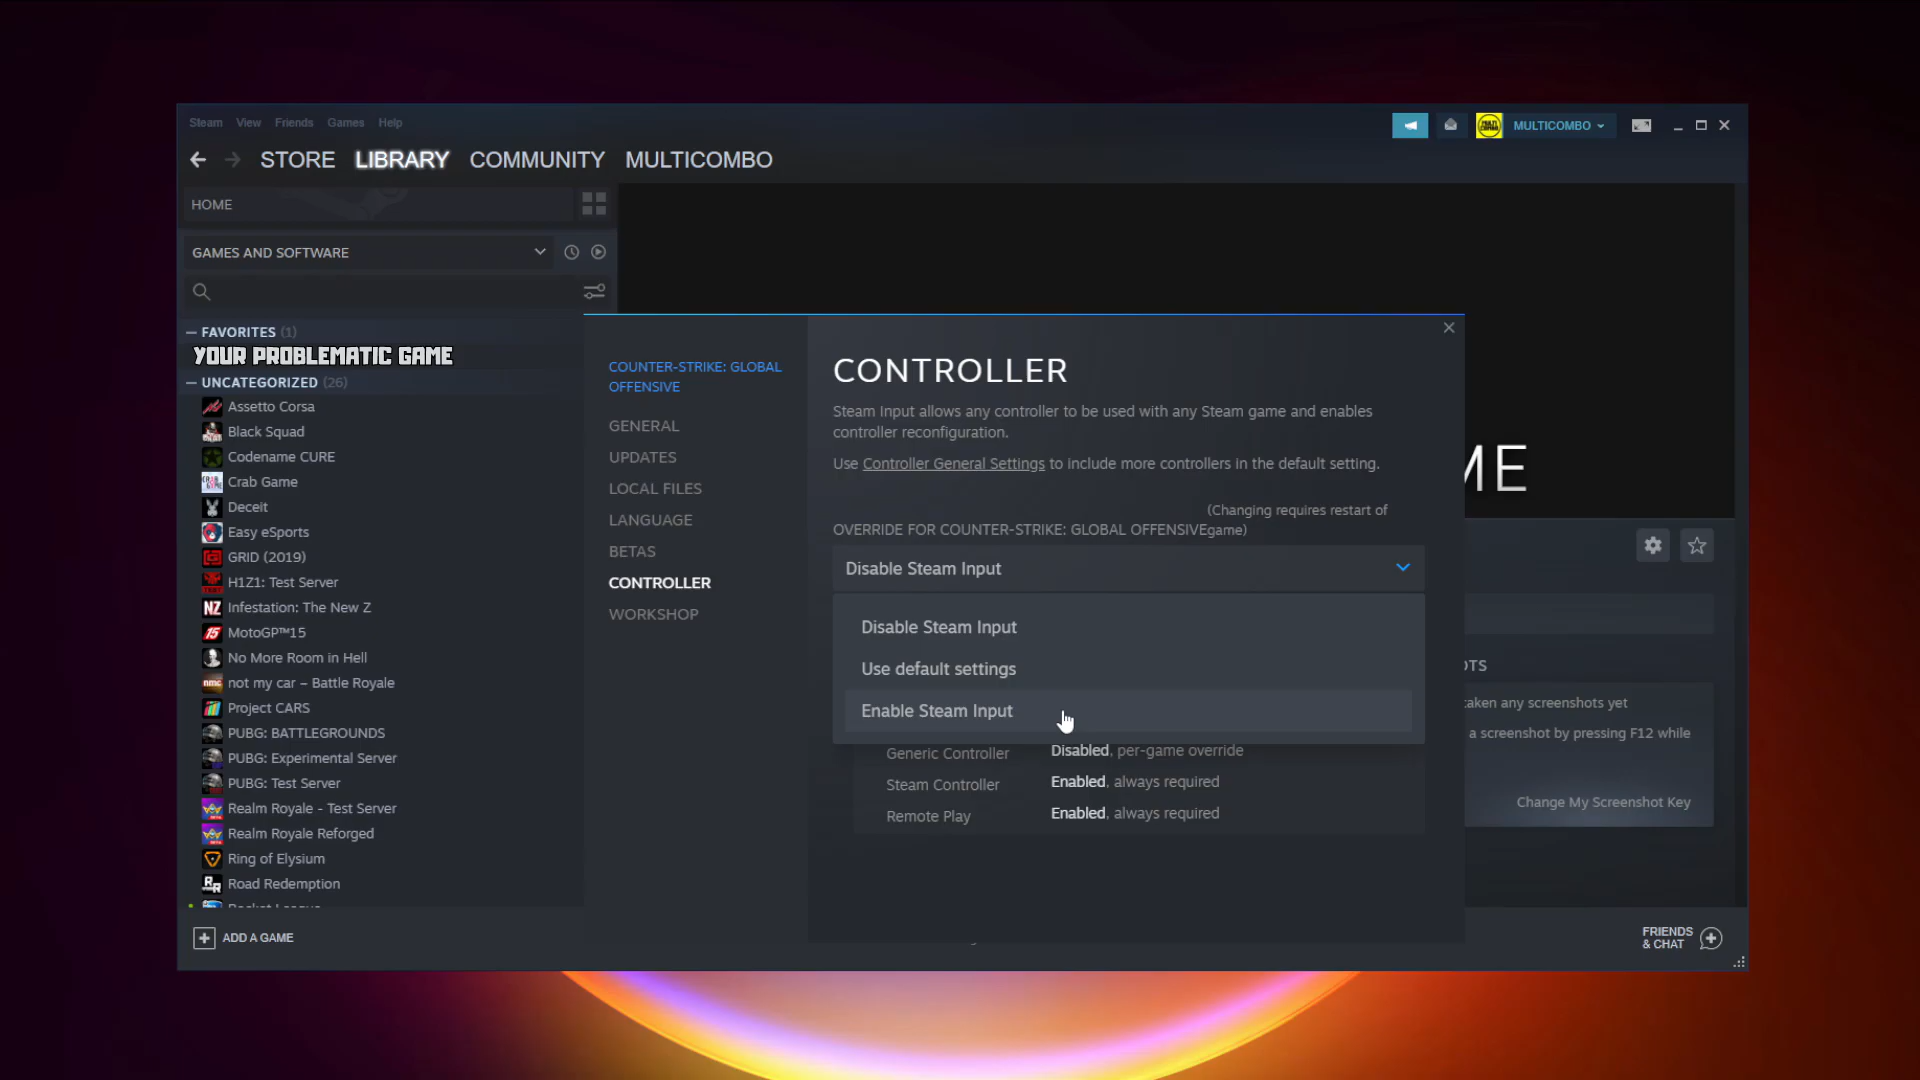 Steam View Friends Games Help
MULTICOMBO
STORE LIBRARY COMMUNITY MULTICOMBO
HOME
GAMES AND SOFTWARE
FAVORITES (1)
YOUR PROBLEMATIC GAME
UNCATEGORIZED (26)
Assetto Corsa
Black Squad
Codename CURE
Crab Game
Deceit
Easy eSports
GRID (2019)
H1Z1: Test Server
Infestation: The New Z
MotoGP™15
No More Room in Hell
not my car – Battle Royale
Project CARS
PUBG: BATTLEGROUNDS
PUBG: Experimental Server
PUBG: Test Server
Realm Royale - Test Server
Realm Royale Reforged
Ring of Elysium
Road Redemption
ADD A GAME
COUNTER-STRIKE: GLOBAL
OFFENSIVE
GENERAL
UPDATES
LOCAL FILES
LANGUAGE
BETAS
CONTROLLER
WORKSHOP
CONTROLLER
Steam Input allows any controller to be used with any Steam game and enables
controller reconfiguration.
Use Controller General Settings to include more controllers in the default setting.
(Changing requires restart of
OVERRIDE FOR COUNTER-STRIKE: GLOBAL OFFENSIVE game)
Disable Steam Input
Disable Steam Input
Use default settings
Enable Steam Input
Generic Controller Disabled, per-game override
Steam Controller Enabled, always required
Remote Play Enabled, always required
ME
OTS
taken any screenshots yet
a screenshot by pressing F12 while
Change My Screenshot Key
FRIENDS
& CHAT